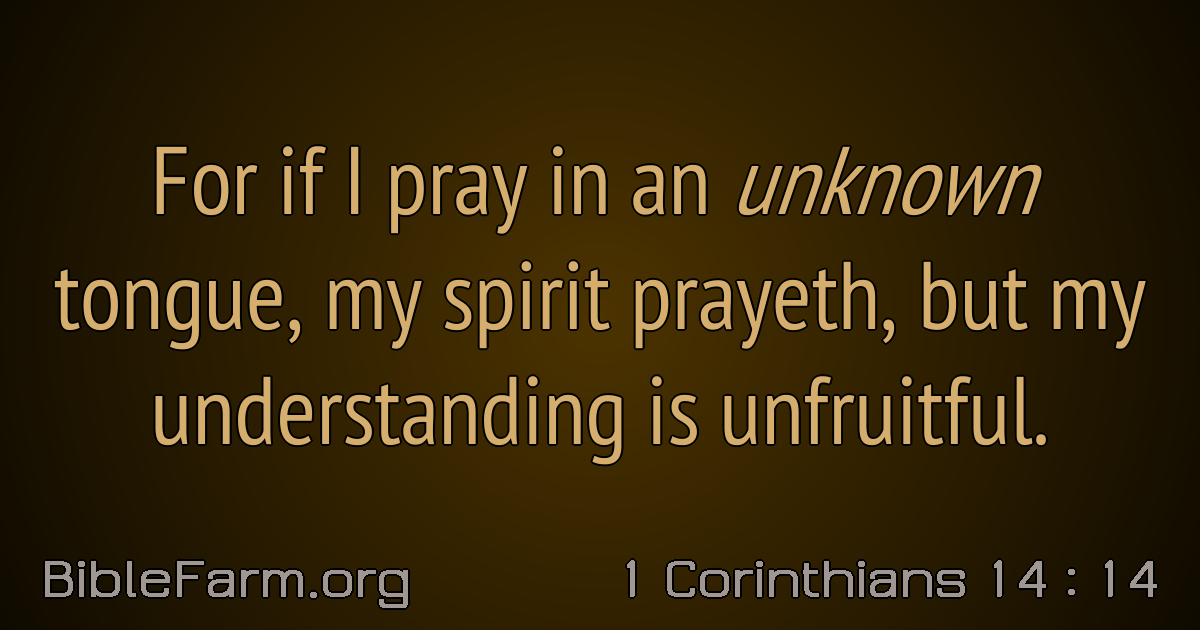 For if I pray in an unknown
tongue, my spirit prayeth, but my
understanding is unfruitful.
BibleFarm.org
1 Corinthians 14 : 14